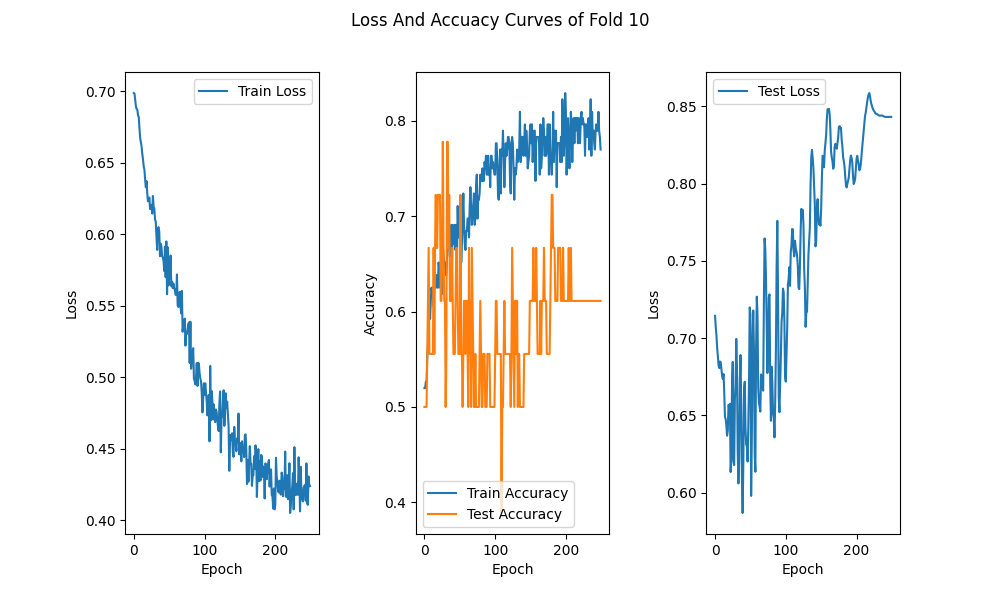 Loss And Accuacy Curves of Fold 10
Loss
0.70
0.65
0.60
0.55
0.50
0.45
0.40
Train Loss
0 100 200
Epoch
Accuracy
0.8
0.7
0.6
0.5
0.4
Train Accuracy
Test Accuracy
0 100 200
Epoch
Loss
0.85
0.80
0.75
0.70
0.65
0.60
Test Loss
0 100 200
Epoch